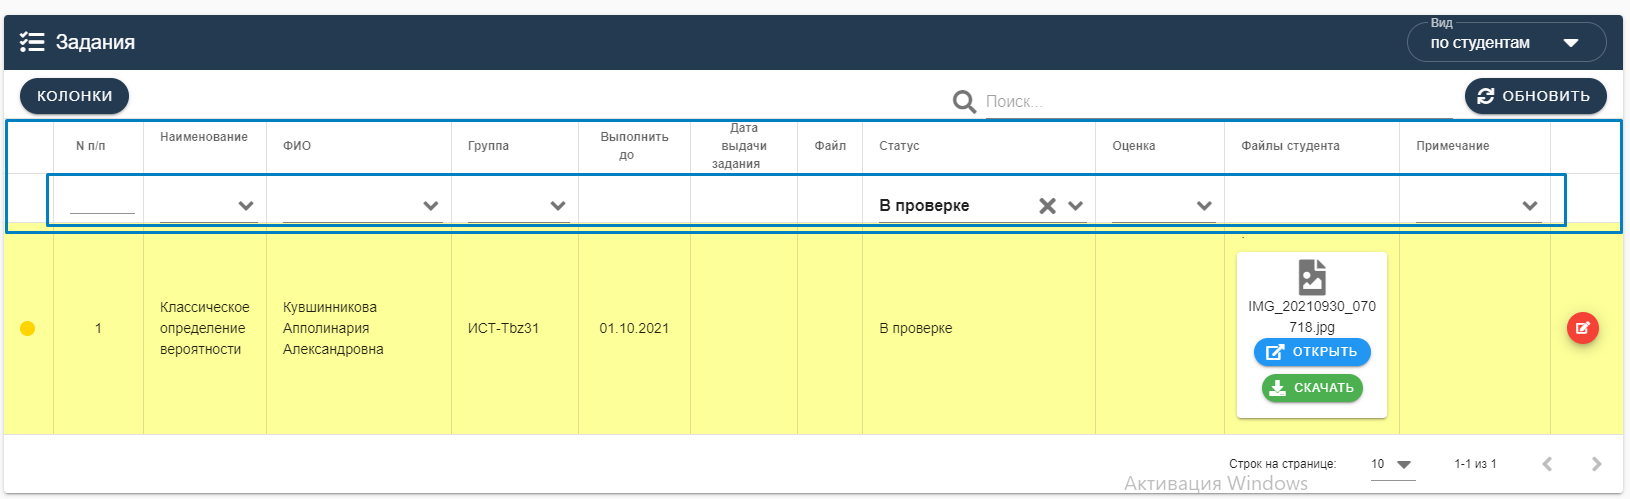 Задания
Вид
по студентам
КОЛОНКИ
Поиск...
ОБНОВИТЬ
N п/п
Наименование
ФИО
Группа
Выполнить
до
Дата
выдачи
задания
Файл
Статус
Оценка
Файлы студента
Примечание
В проверке
1
Классическое
определение
вероятности
Кувшинникова
Апполинария
Александровна
ИСТ-Tbz31
01.10.2021
В проверке
IMG_20210930_070
718.jpg
ОТКРЫТЬ
СКАЧАТЬ
Строк на странице:
10
1-1 из 1
Активация Windows